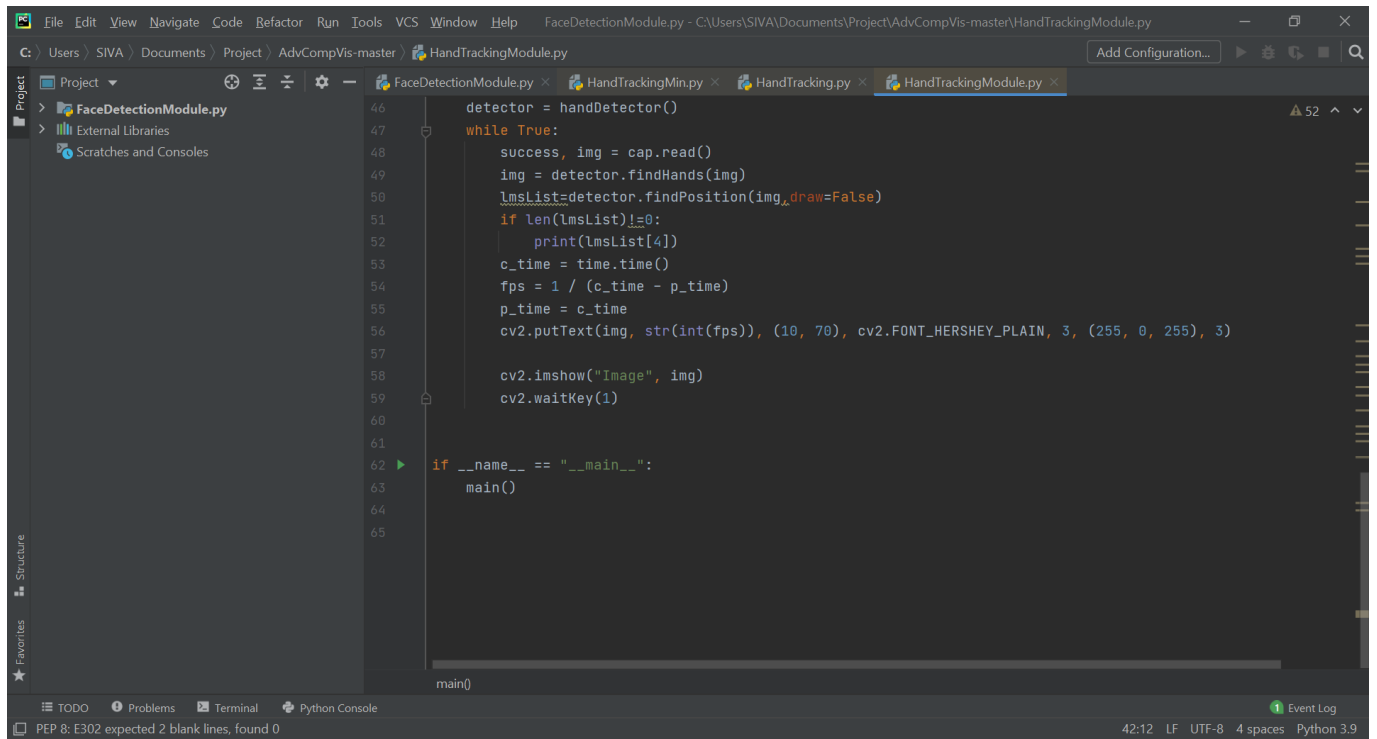 PC File Edit View Navigate Code Refactor Run Tools VCS Window Help FaceDetectionModule.py - C:\Users\SIVA\Documents\Project\AdvCompVis-master\HandTrackingModule.py
C: Users SIVA Documents Project AdvCompVis-master HandTrackingModule.py Add Configuration...
Project Project FaceDetectionModule.py HandTrackingMin.py HandTracking.py HandTrackingModule.py
FaceDetectionModule.py
External Libraries
Scratches and Consoles
46 detector = handDetector()
47 while True:
48 success, img = cap.read()
49 img = detector.findHands(img)
50 lmsList=detector.findPosition(img,draw=False)
51 if len(lmsList)!=0:
52 print(lmsList[4])
53 c_time = time.time()
54 fps = 1 / (c_time - p_time)
55 p_time = c_time
56 cv2.putText(img, str(int(fps)), (10, 70), cv2.FONT_HERSHEY_PLAIN, 3, (255, 0, 255), 3)
57
58 cv2.imshow("Image", img)
59 cv2.waitKey(1)
60
61
62 if __name__ == "__main__":
63 main()
64
65
52
Structure
Favorites
main()
TODO Problems Terminal Python Console 1 Event Log
PEP 8: E302 expected 2 blank lines, found 0 42:12 LF UTF-8 4 spaces Python 3.9